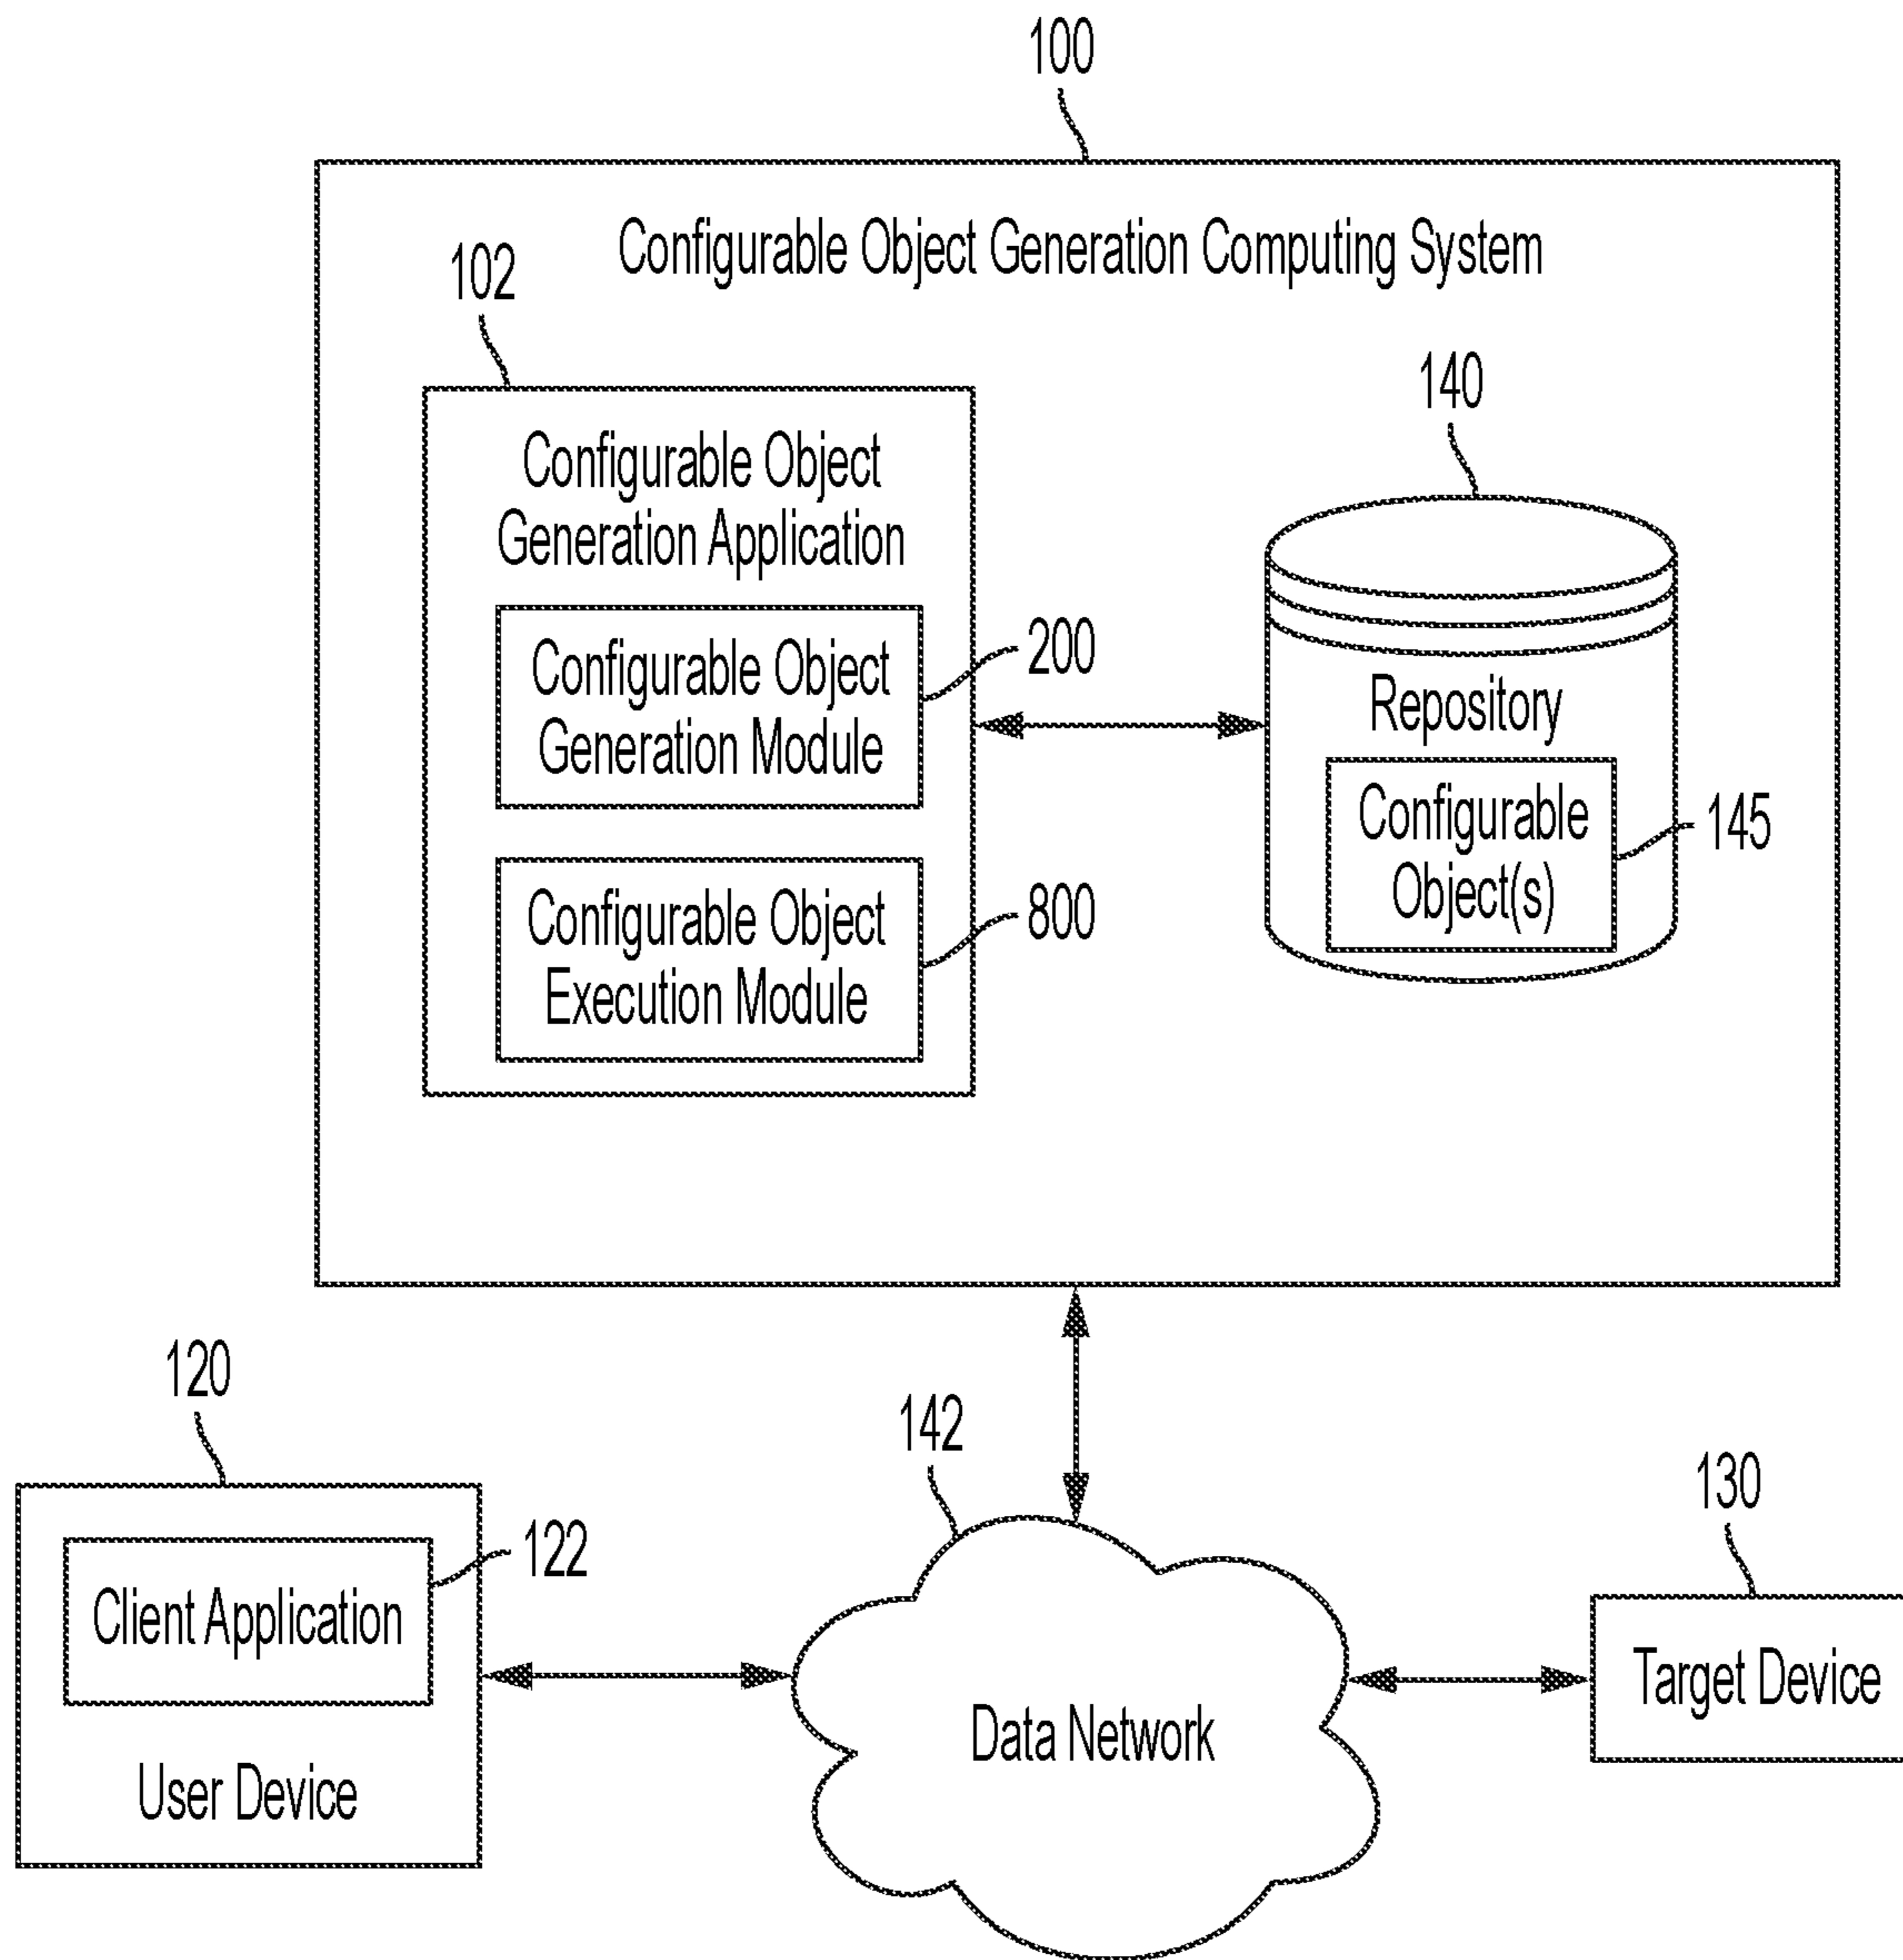 100
Configurable Object Generation Computing System
102
140
Configurable Object
Generation Application
Configurable Object
Generation Module
200
Repository
Configurable
Object(s)
145
Configurable Object
Execution Module
800
120
142
130
Client Application
122
User Device
Data Network
Target Device